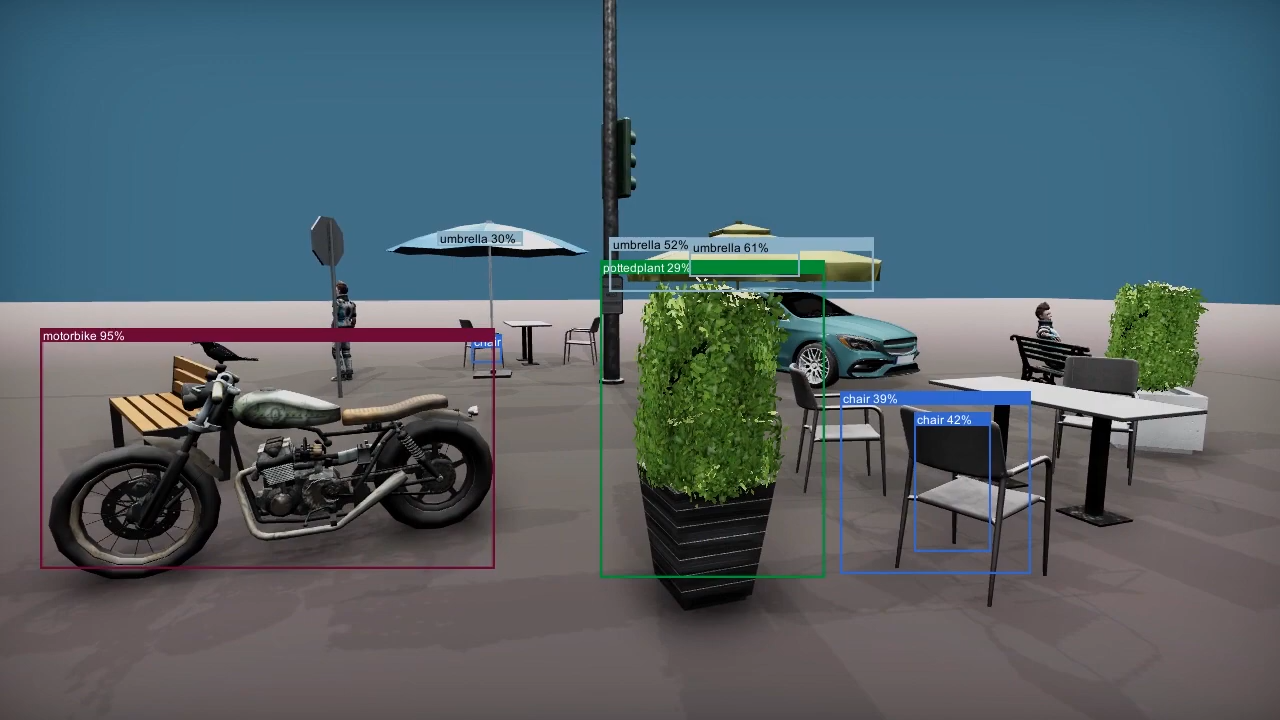 umbrella 30%
umbrella 52%
umbrella 61%
pottedplant 29%
motorbike 95%
chair
chair 39%
chair 42%